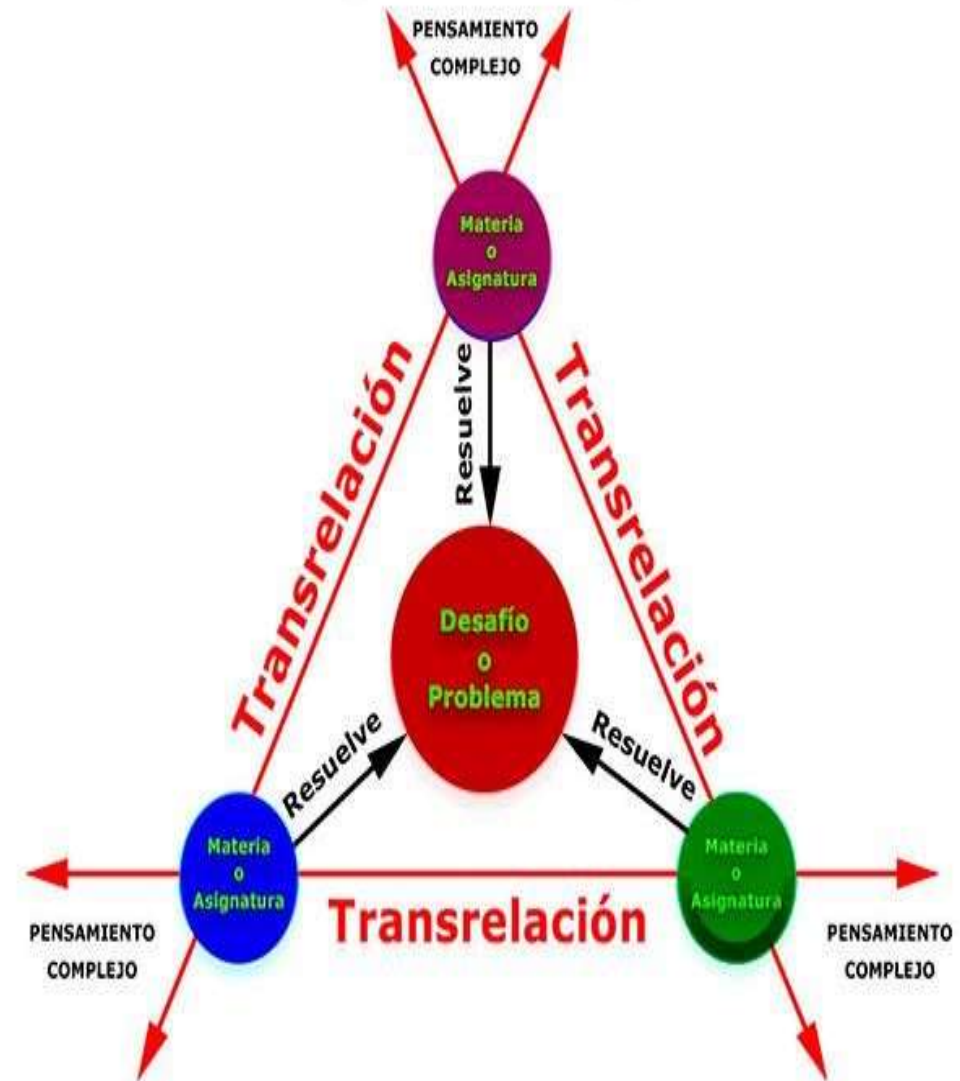 PENSAMIENTO
COMPLEJO
Materia
o
Asignatura
Transrelación
Resuelve
Transrelación
Desafío
o
Problema
Resuelve
Resuelve
Materia
o
Asignatura
Materia
o
Asignatura
Transrelación
PENSAMIENTO
COMPLEJO
PENSAMIENTO
COMPLEJO